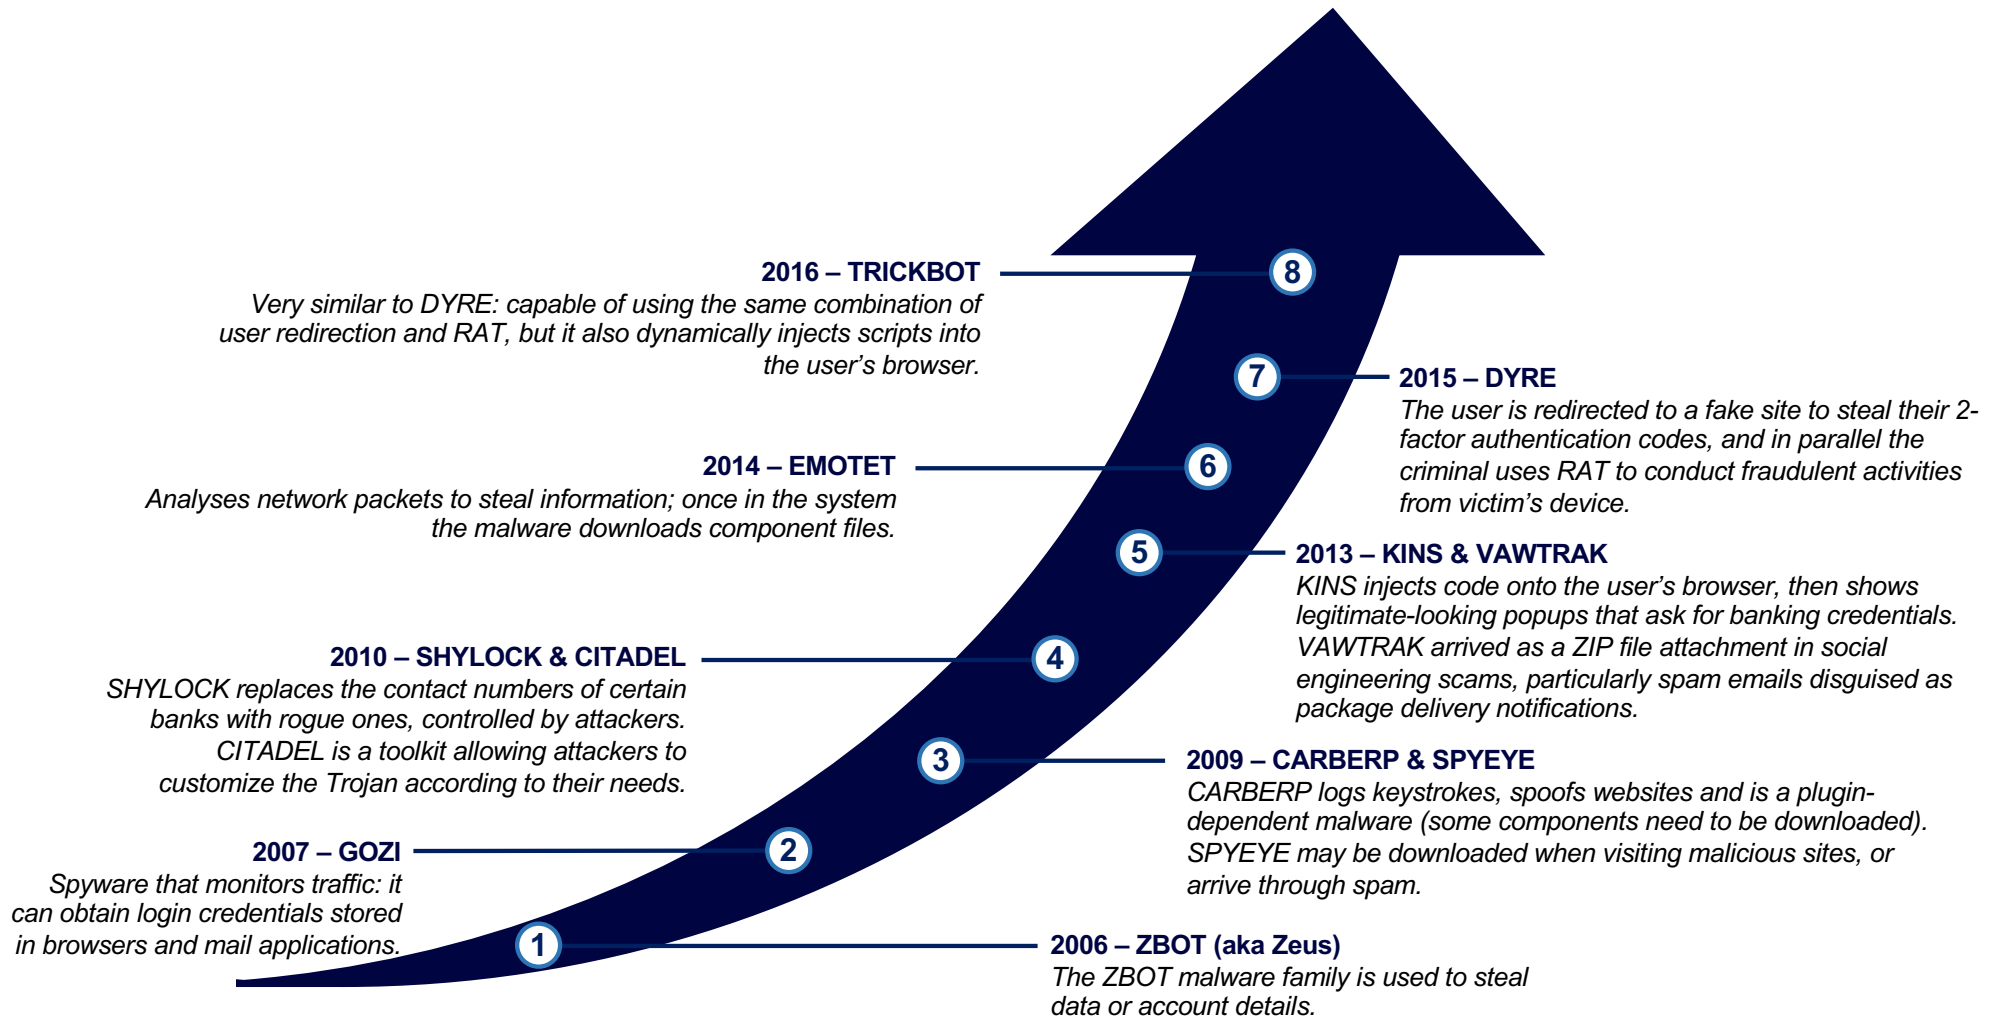 2016 – TRICKBOT
Very similar to DYRE: capable of using the same combination of
user redirection and RAT, but it also dynamically injects scripts into
the user’s browser.
8
7
2015 – DYRE
The user is redirected to a fake site to steal their 2-
factor authentication codes, and in parallel the
criminal uses RAT to conduct fraudulent activities
from victim’s device.
2014 – EMOTET
Analyses network packets to steal information; once in the system
the malware downloads component files.
6
5
2013 – KINS & VAWTRAK
KINS injects code onto the user’s browser, then shows
legitimate-looking popups that ask for banking credentials.
VAWTRAK arrived as a ZIP file attachment in social
engineering scams, particularly spam emails disguised as
package delivery notifications.
2010 – SHYLOCK & CITADEL
SHYLOCK replaces the contact numbers of certain
banks with rogue ones, controlled by attackers.
CITADEL is a toolkit allowing attackers to
customize the Trojan according to their needs.
4
3
2009 – CARBERP & SPYEYE
CARBERP logs keystrokes, spoofs websites and is a plugin-
dependent malware (some components need to be downloaded).
SPYEYE may be downloaded when visiting malicious sites, or
arrive through spam.
2007 – GOZI
Spyware that monitors traffic: it
can obtain login credentials stored
in browsers and mail applications.
2
1
2006 – ZBOT (aka Zeus)
The ZBOT malware family is used to steal
data or account details.